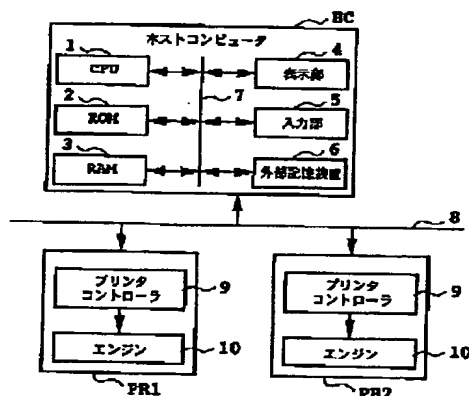 HC
ホストコンピュータ
1
CPU
4
表示部
2
ROM
7
5
入力部
3
RAM
6
外部記憶装置
8
プリンタ
コントローラ
9
プリンタ
コントローラ
9
エンジン
10
エンジン
10
PR1
PR2